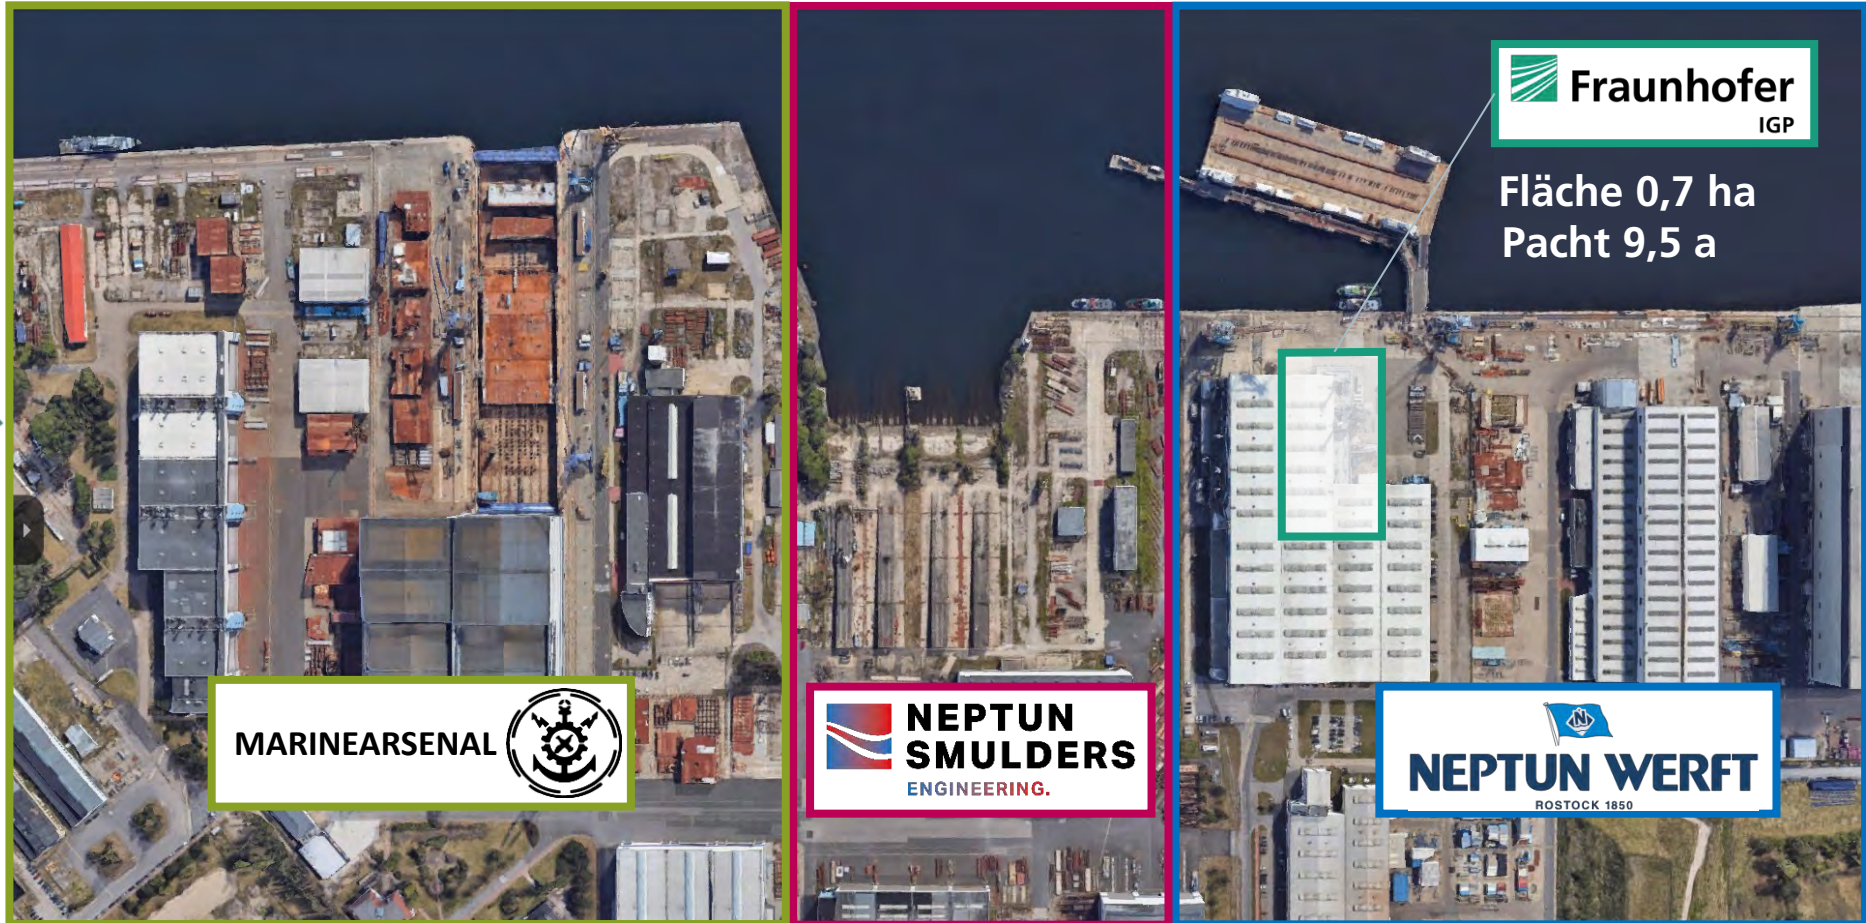 Fraunhofer
IGP
Fläche 0,7 ha
Pacht 9,5 a
MARINEARSENAL
NEPTUN
SMULDERS
ENGINEERING.
N
NEPTUN WERFT
ROSTOCK 1850